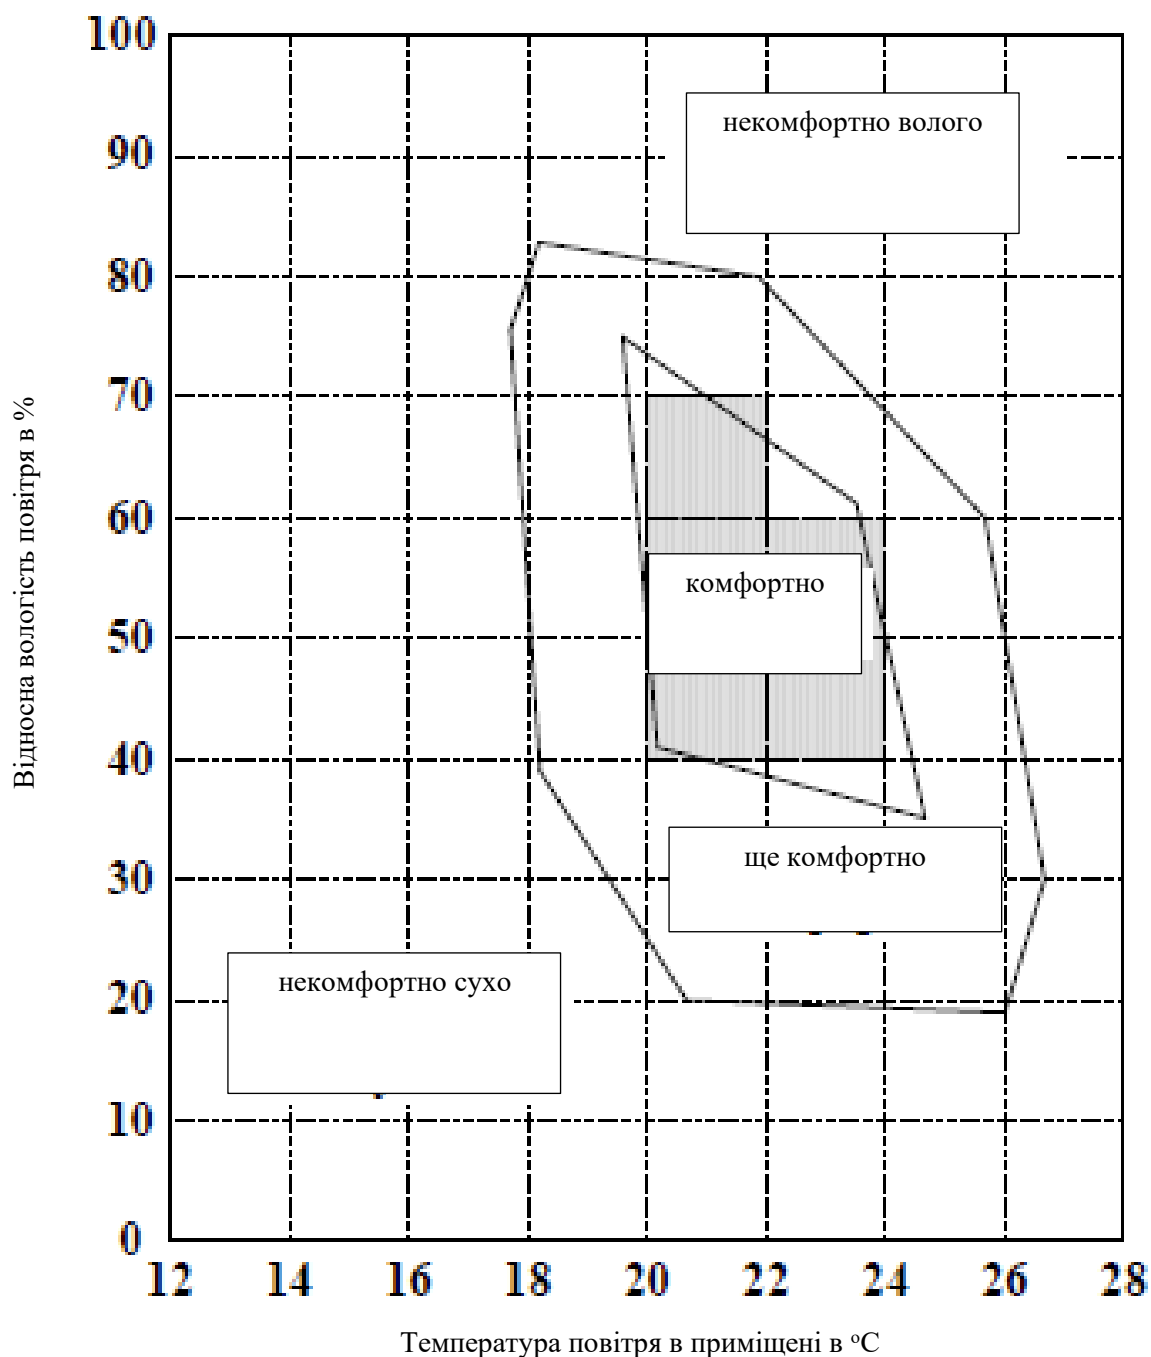 100
некомфортно волого
90
80
70
60
комфортно
50
40
ще комфортно
30
некомфортно сухо
20
10
0
12 14 16 18 20 22 24 26 28
Відносна вологість повітря в %
Температура повітря в приміщені в °С